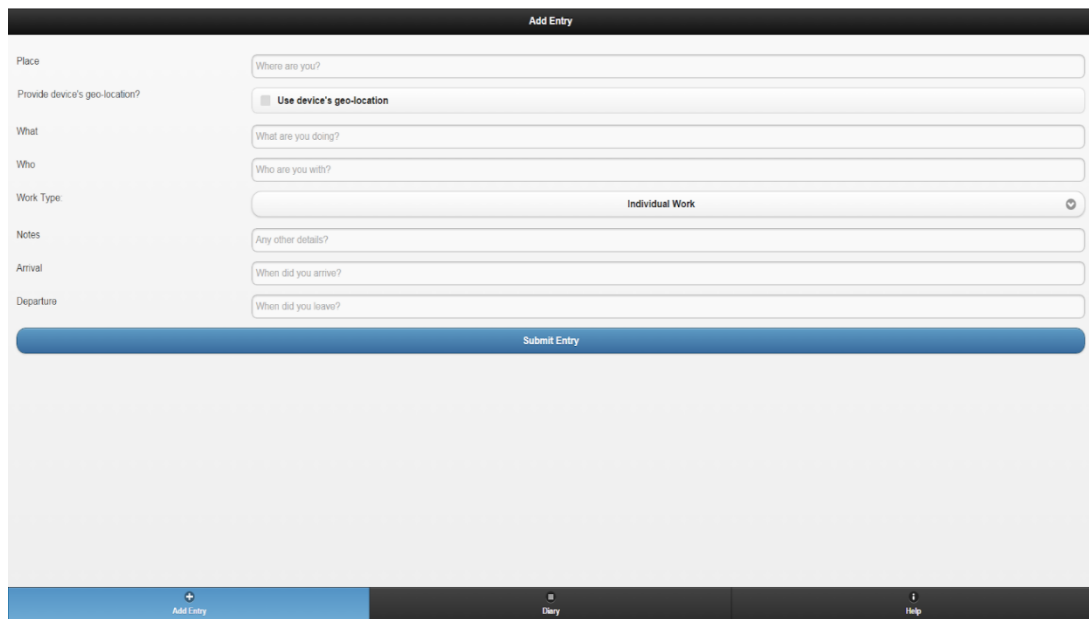 Add Entry
Place
Where are you?
Provide device's geo-location?
Use device's geo-location
What
What are you doing?
Who
Who are you with?
Work Type:
Individual Work
Notes
Any other details?
Arrival
When did you arrive?
Departure
When did you leave?
Submit Entry
Add Entry
Diary
Help